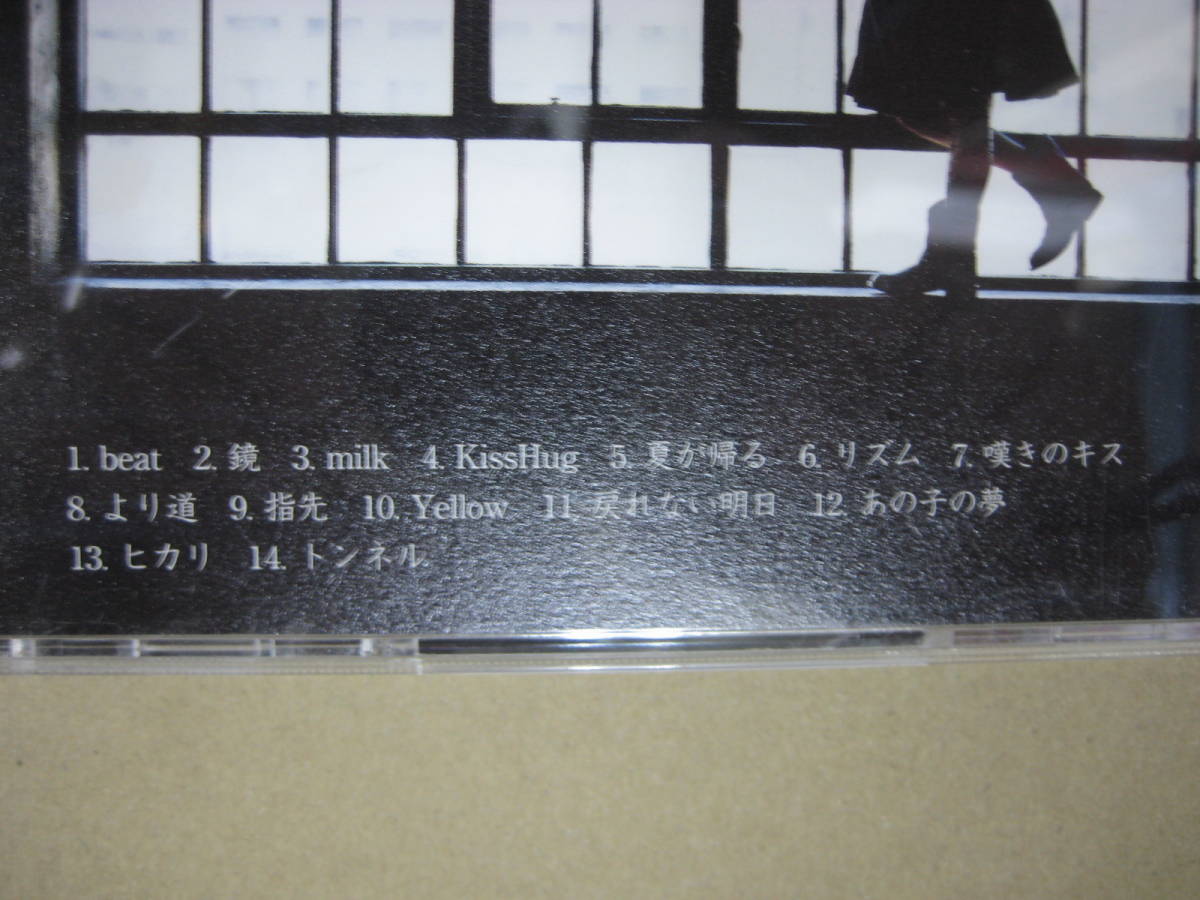 1. beat 2. 鏡 3. milk 4. KissHug 5. 夏が帰る 6. リズム 7. 嘆きのキス
8. より道 9. 指先 10. Yellow 11. 戻れない明日 12. あの子の夢
13. ヒカリ 14. トンネル